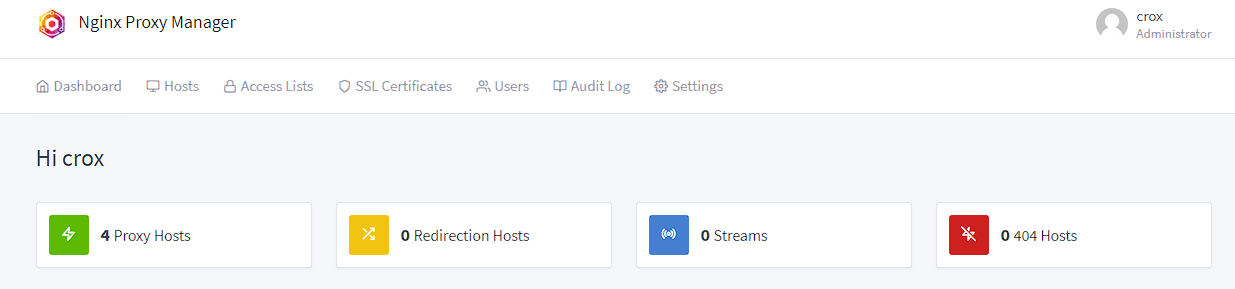 Nginx Proxy Manager
crox
Administrator
Dashboard Hosts Access Lists SSL Certificates Users Audit Log Settings
Hi crox
4 Proxy Hosts 0 Redirection Hosts 0 Streams 0 404 Hosts